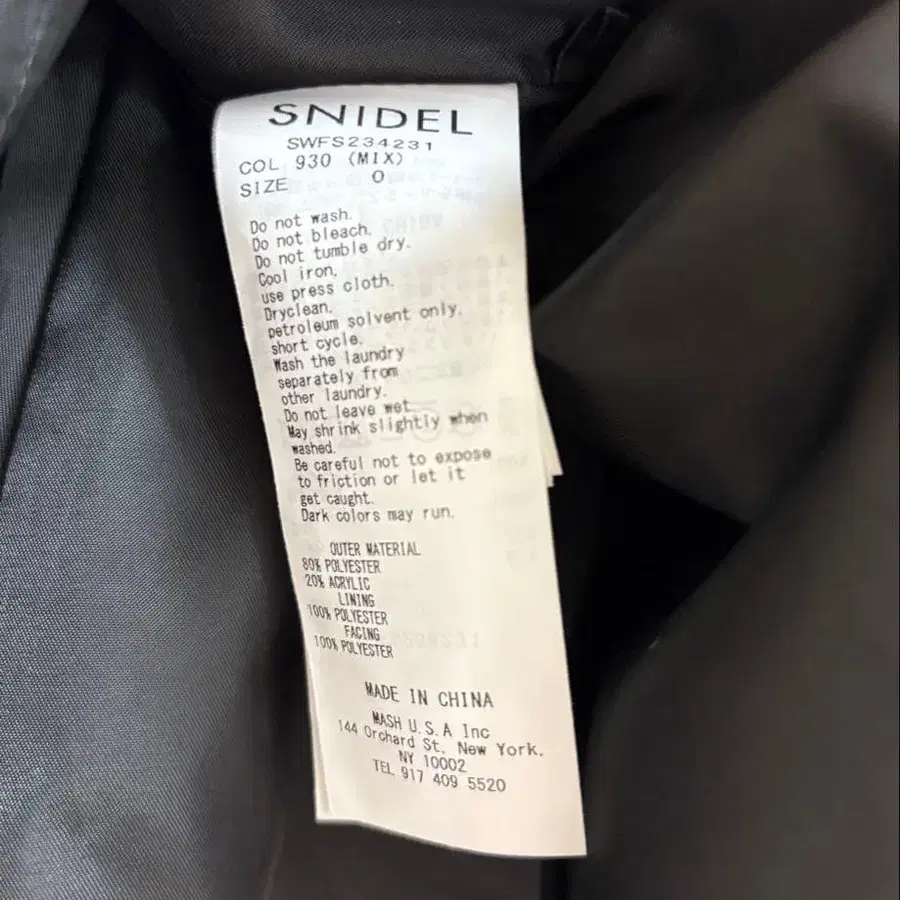 SNIDEL
SWFS234231
COL 930 (MIX)
SIZE 0
Do not wash.
Do not bleach.
Do not tumble dry.
Cool iron,
use press cloth.
Dryclean,
petroleum solvent only.
short cycle.
Wash the laundry
separately from
other laundry.
Do not leave wet
May shrink slightly when
washed.
Be careful not to expose
to friction or let it
get caught.
Dark colors may run.
OUTER MATERIAL
80% POLYESTER
20% ACRYLIC
LINING
100% POLYESTER
FACING
100% POLYESTER
MADE IN CHINA
MASH U.S.A Inc
144 Orchard St. New York.
NY 10002
TEL 917 409 5520